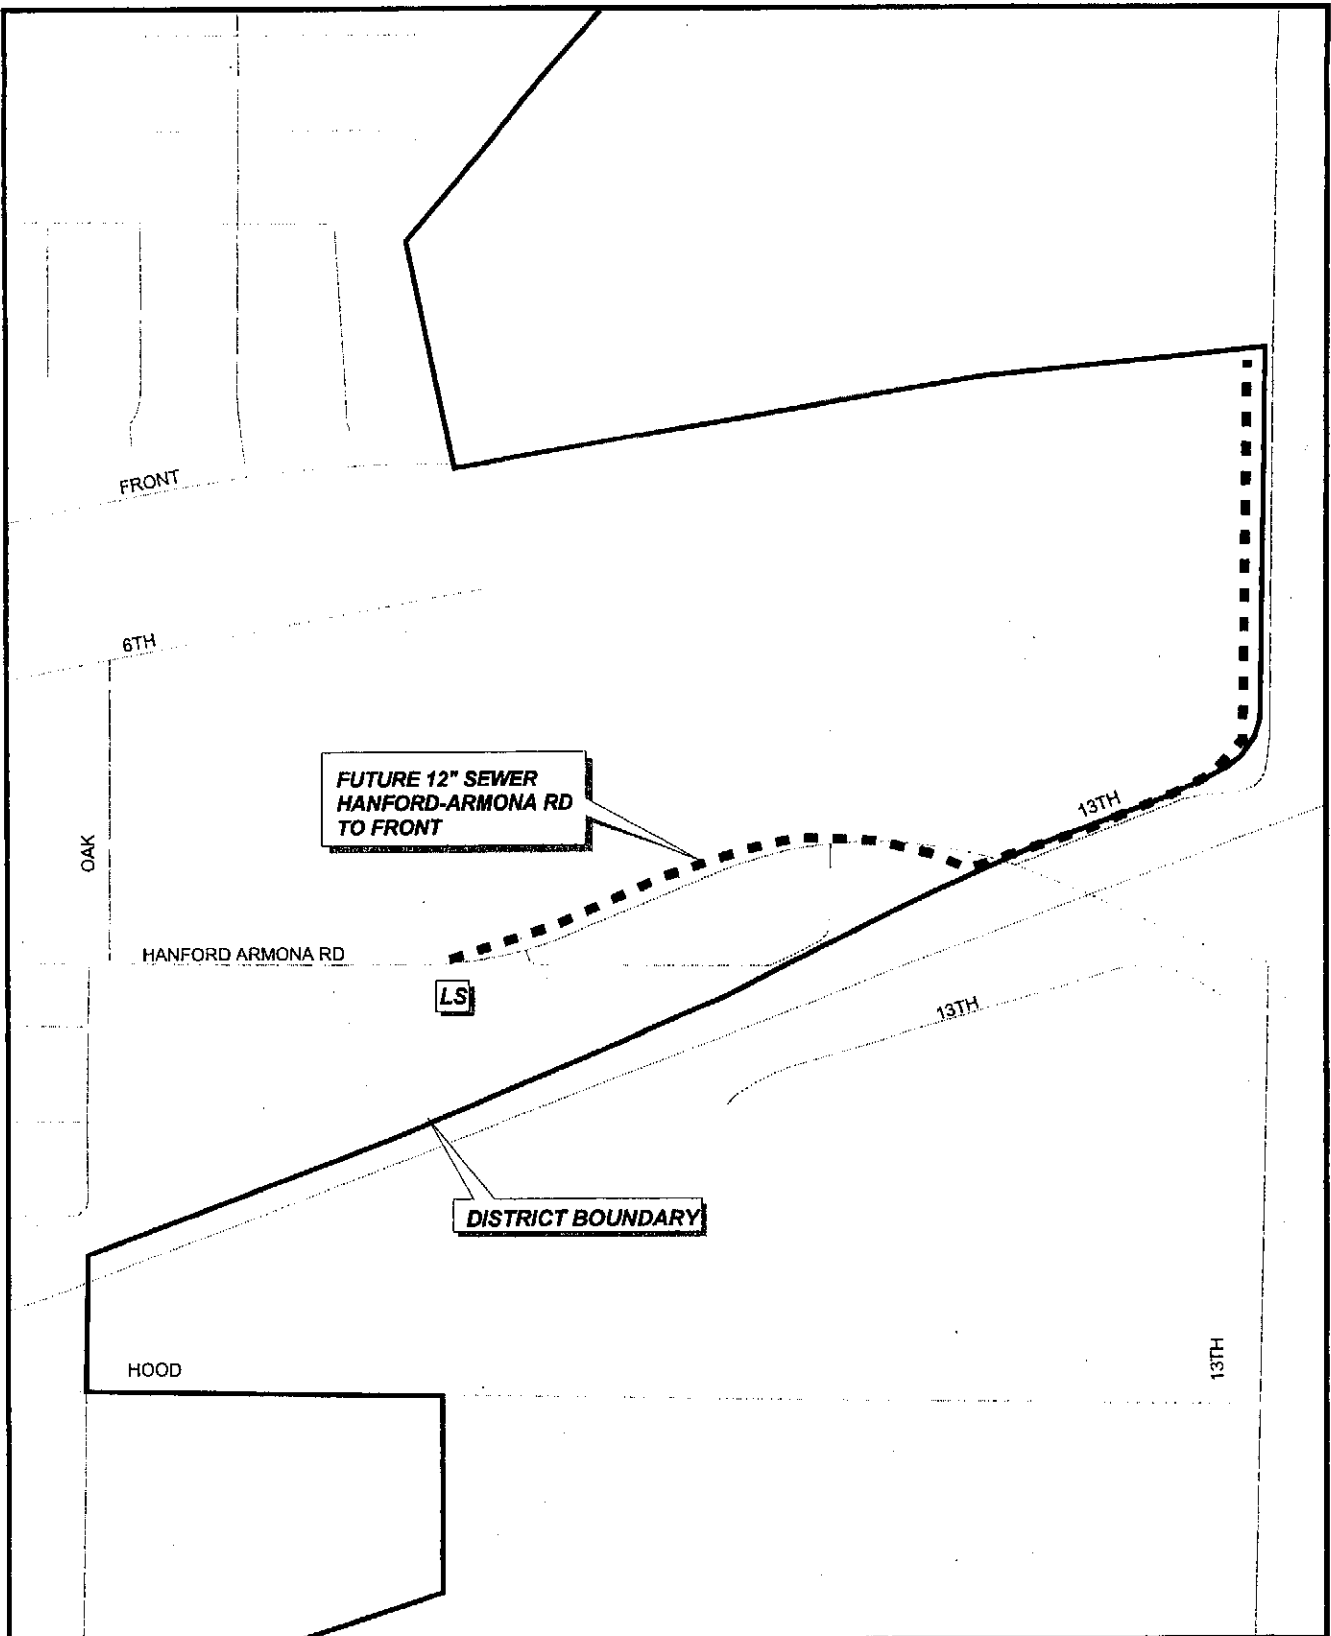 FRONT
6TH
FUTURE 12" SEWER
HANFORD-ARMONA RD
TO FRONT
13TH
OAK
HANFORD ARMONA RD
LS
13TH
DISTRICT BOUNDARY
HOOD
13TH